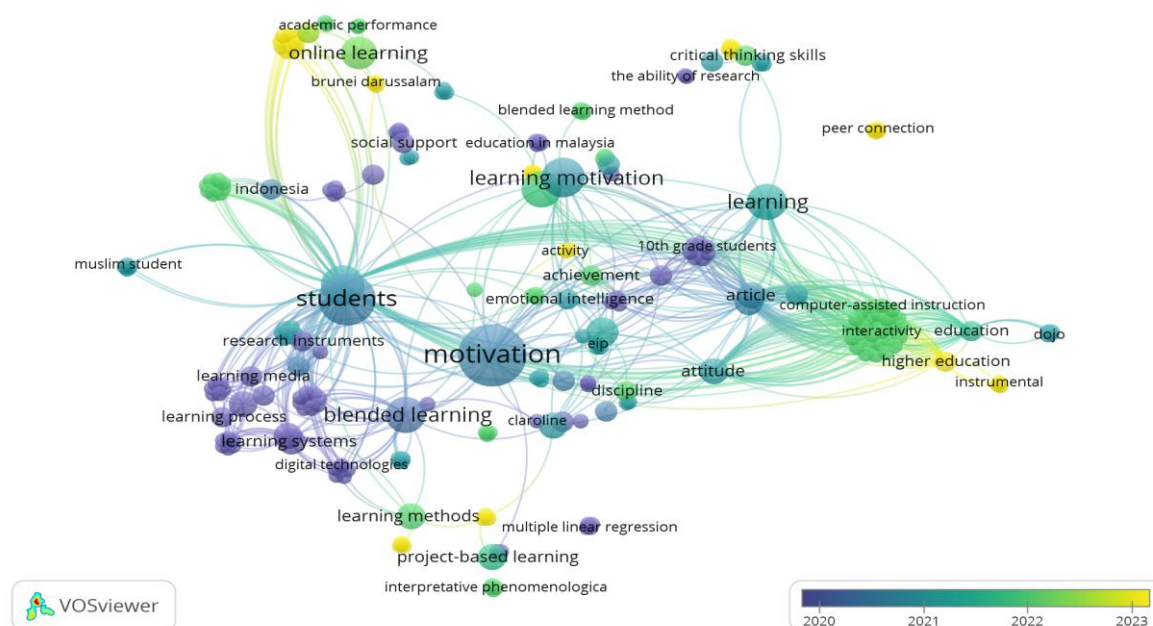 academic performance
online learning
critical thinking skills
the ability of research
brunei darussalam
blended learning method
peer connection
social support
education in malaysia
learning motivation
indonesia
learning
10th grade students
activity
muslim student
achievement
students
emotional intelligence
article
computer-assisted instruction
interactivity
education
dojo
research instruments
eip
motivation
higher education
attitude
instrumental
learning media
discipline
learning process
blended learning
claroline
learning systems
digital technologies
learning methods
multiple linear regression
project-based learning
interpretative phenomenologica
VOSviewer
2020
2021
2022
2023